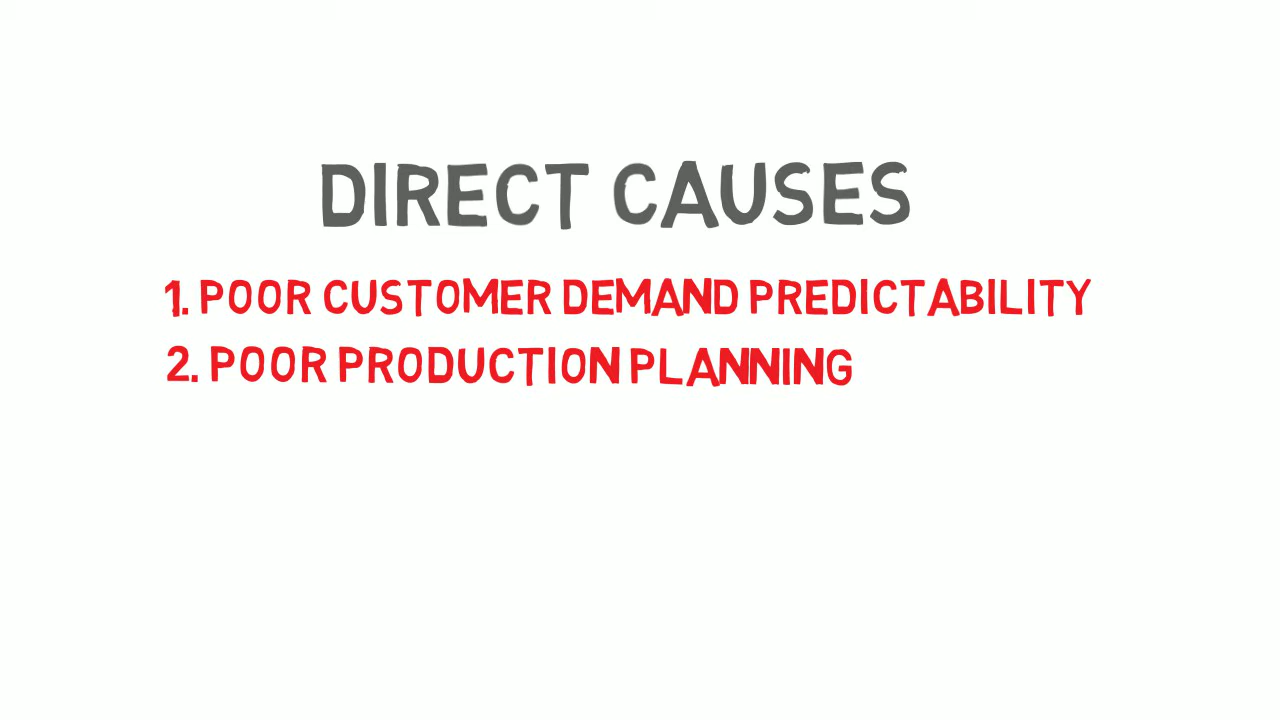 DIRECT CAUSES
1. POOR CUSTOMER DEMAND PREDICTABILITY
2. POOR PRODUCTION PLANNING